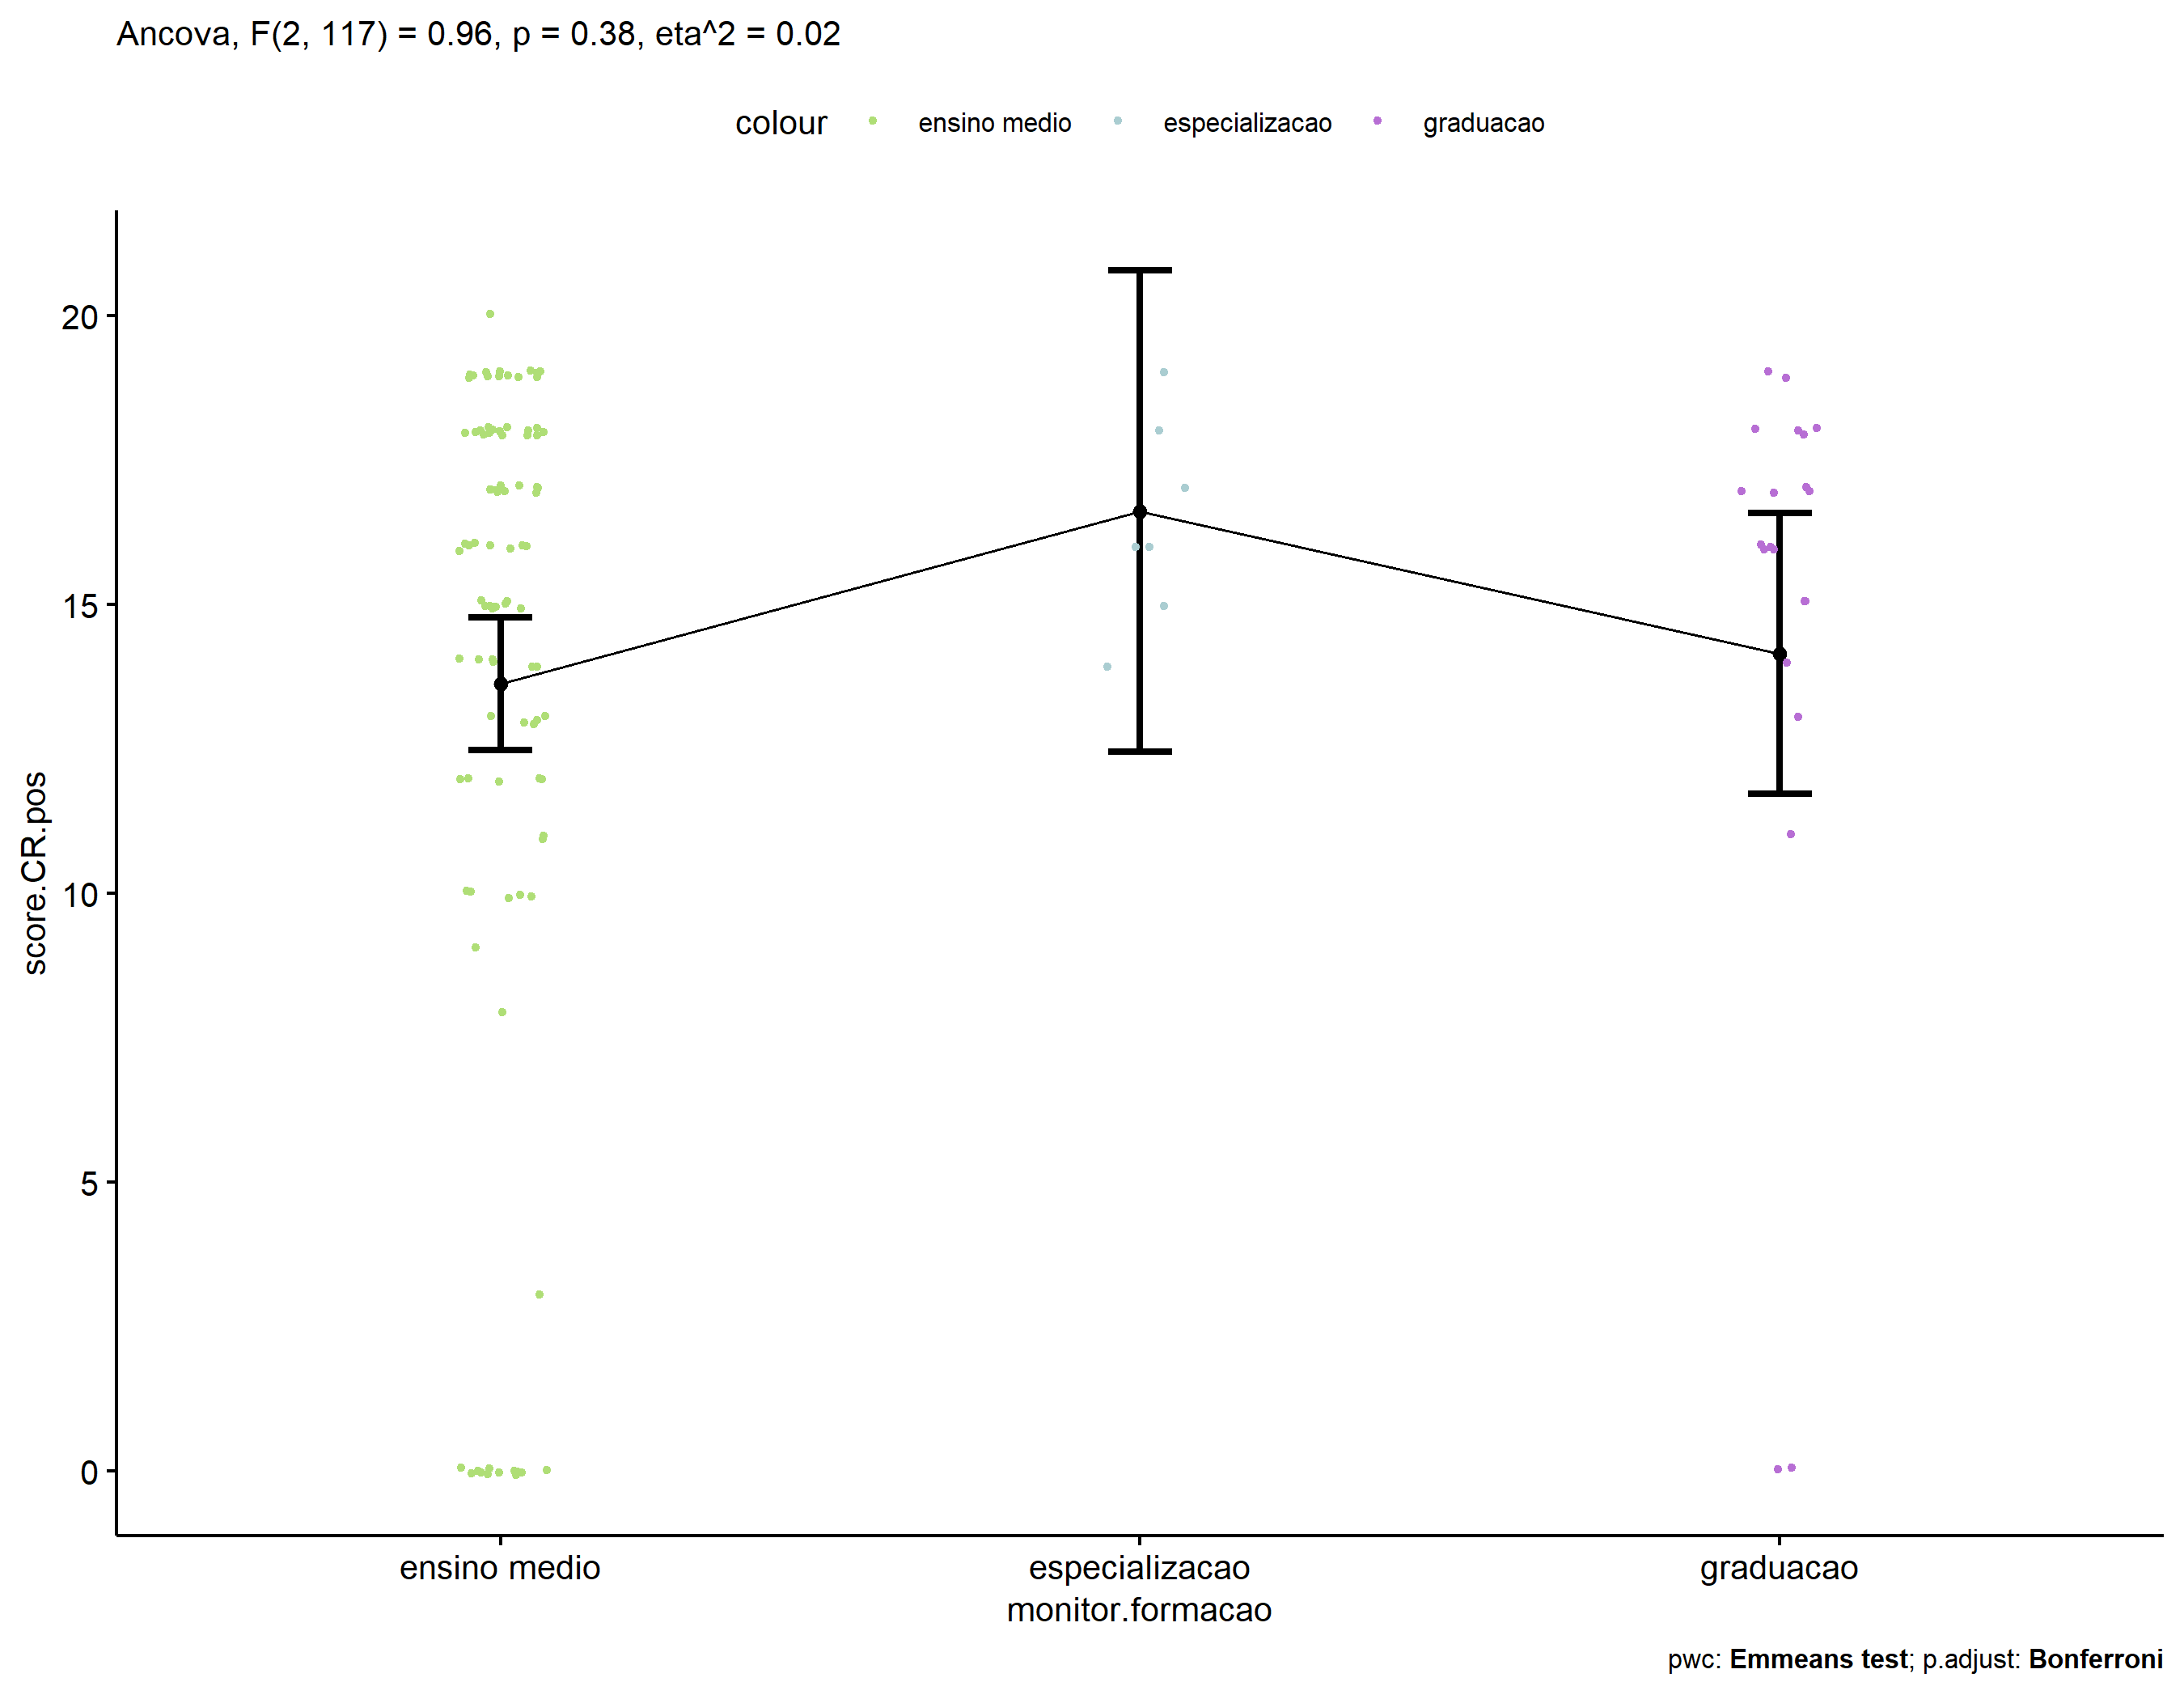 Ancova, F(2, 117) = 0.96, p = 0.38, eta^2 = 0.02
colour ensino medio especializacao graduacao
score.CR.pos
20
15
10
5
0
ensino medio especializacao graduacao
monitor.formacao
pwc: Emmeans test; p.adjust: Bonferroni